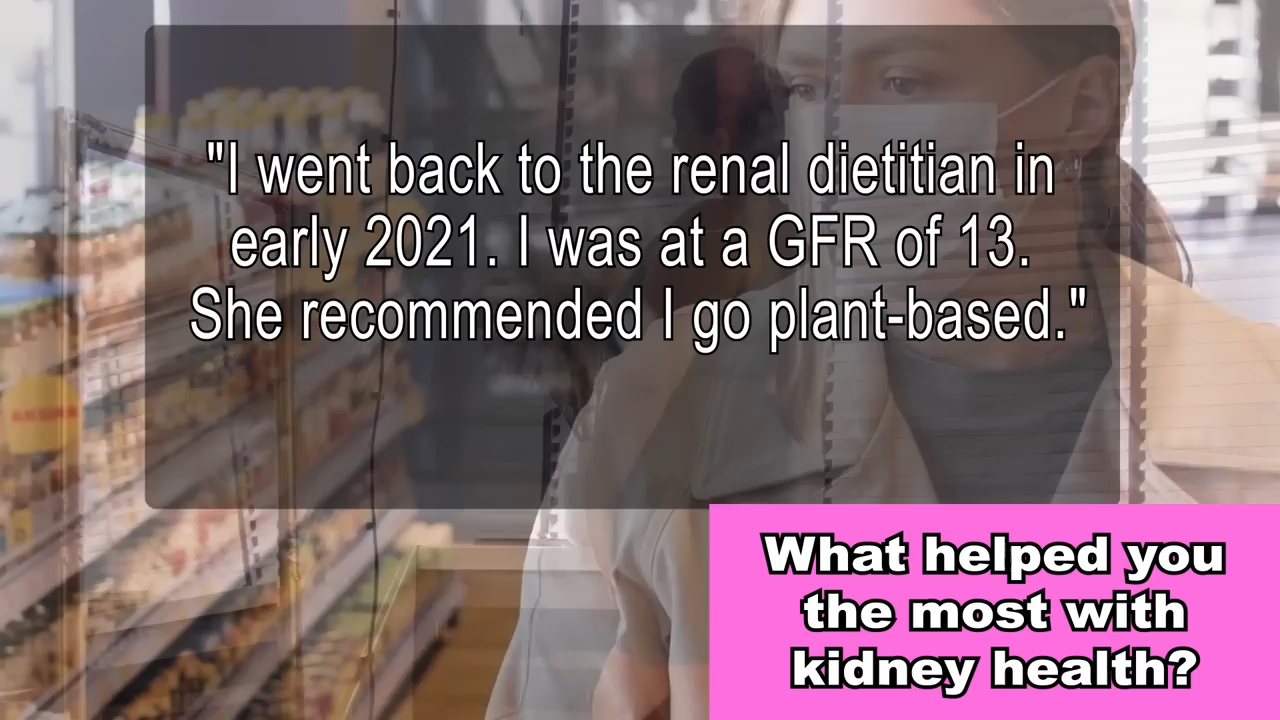 "I went back to the renal dietitian in
early 2021. I was at a GFR of 13.
She recommended I go plant-based."
What helped you
the most with
kidney health?